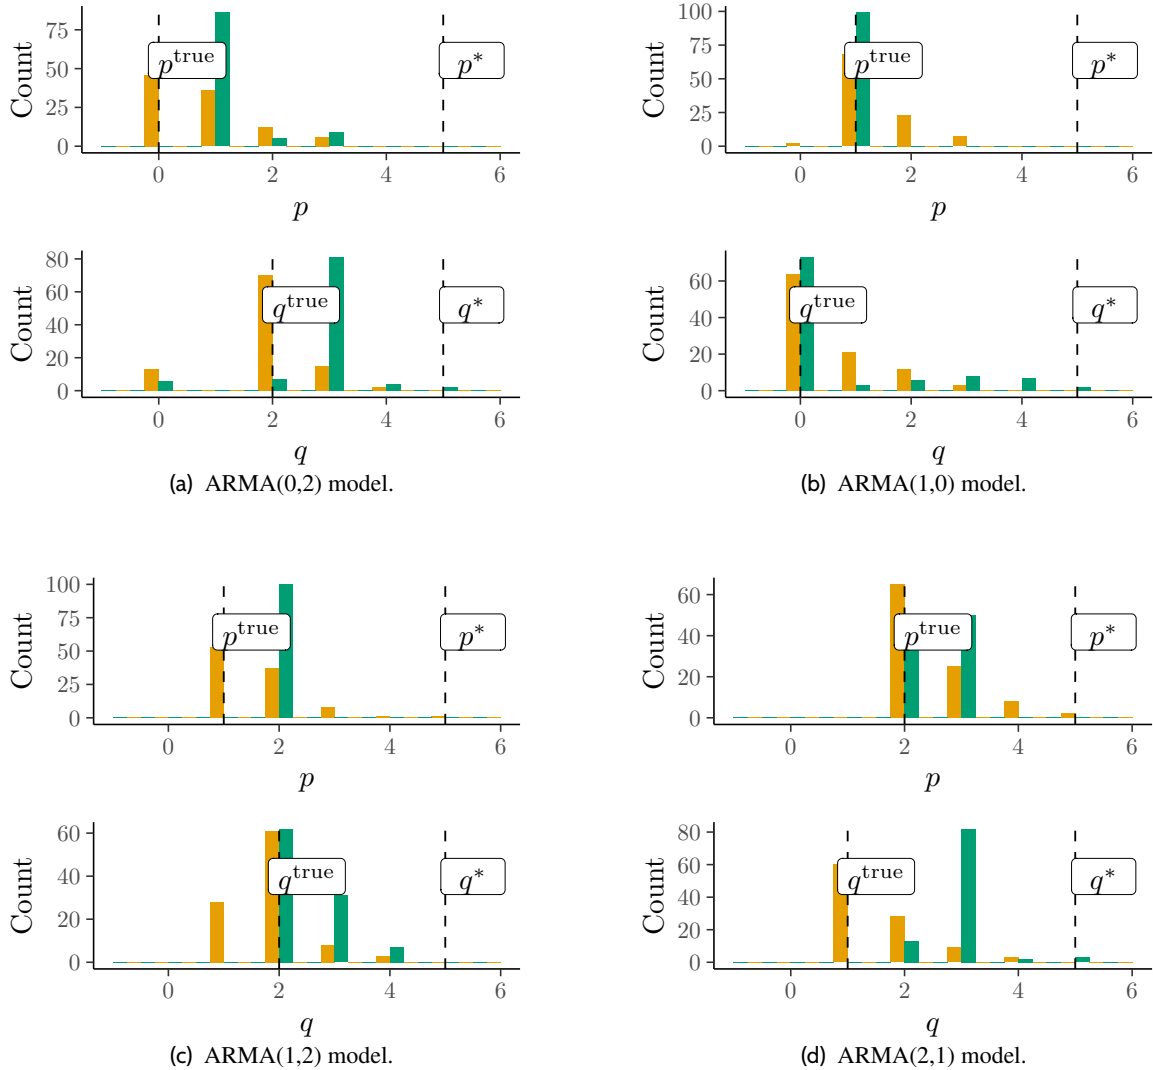 Count
75
50
25
0
p^true
p*
0 2 4 6
p
Count
80
60
40
20
0
q^true
q*
0 2 4 6
q
(a) ARMA(0,2) model.
Count
100
75
50
25
0
p^true
p*
0 2 4 6
p
Count
60
40
20
0
q^true
q*
0 2 4 6
q
(b) ARMA(1,0) model.
Count
100
75
50
25
0
p^true
p*
0 2 4 6
p
Count
60
40
20
0
q^true
q*
0 2 4 6
q
(c) ARMA(1,2) model.
Count
60
40
20
0
p^true
p*
0 2 4 6
p
Count
80
60
40
20
0
q^true
q*
0 2 4 6
q
(d) ARMA(2,1) model.